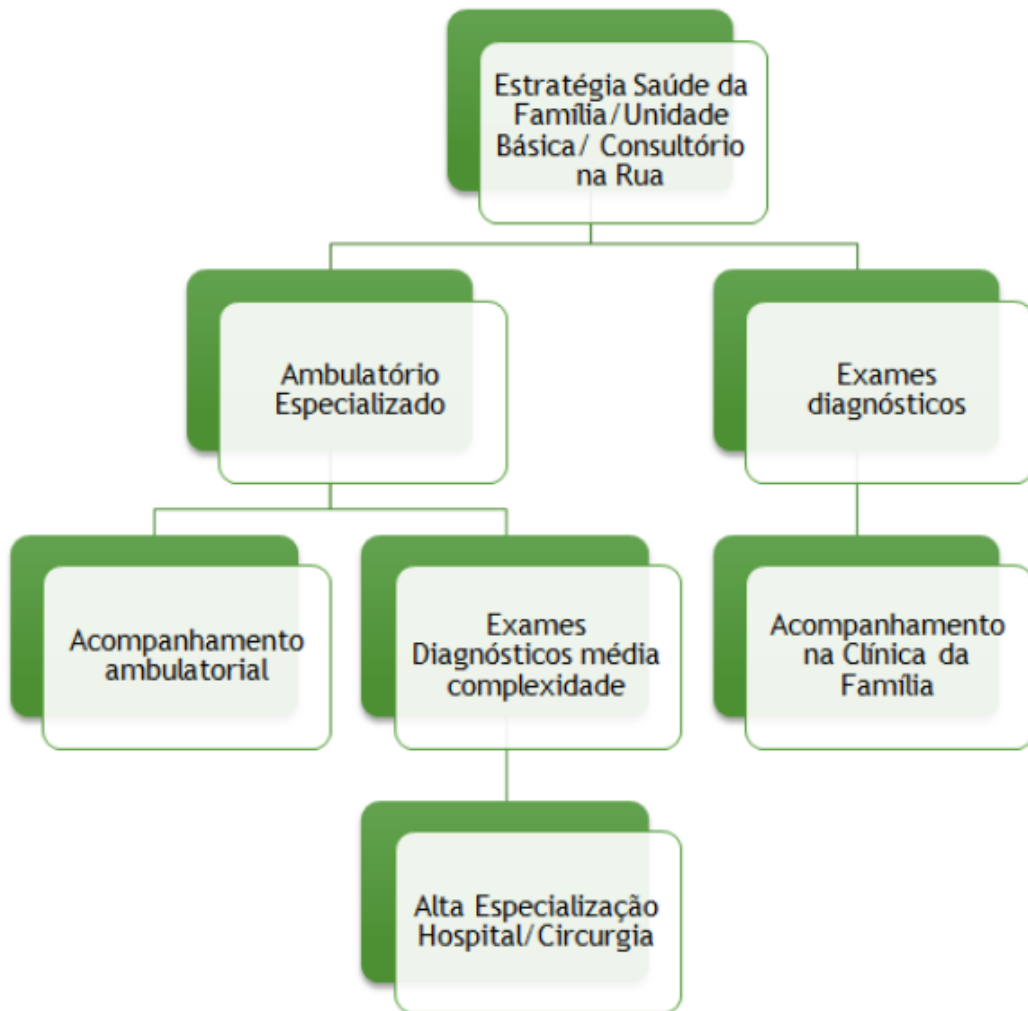 Estratégia Saúde da
Família/Unidade
Básica/ Consultório
na Rua
Ambulatório
Especializado
Exames
diagnósticos
Acompanhamento
ambulatorial
Exames
Diagnósticos média
complexidade
Acompanhamento
na Clínica da
Família
Alta Especialização
Hospital/Circurgia